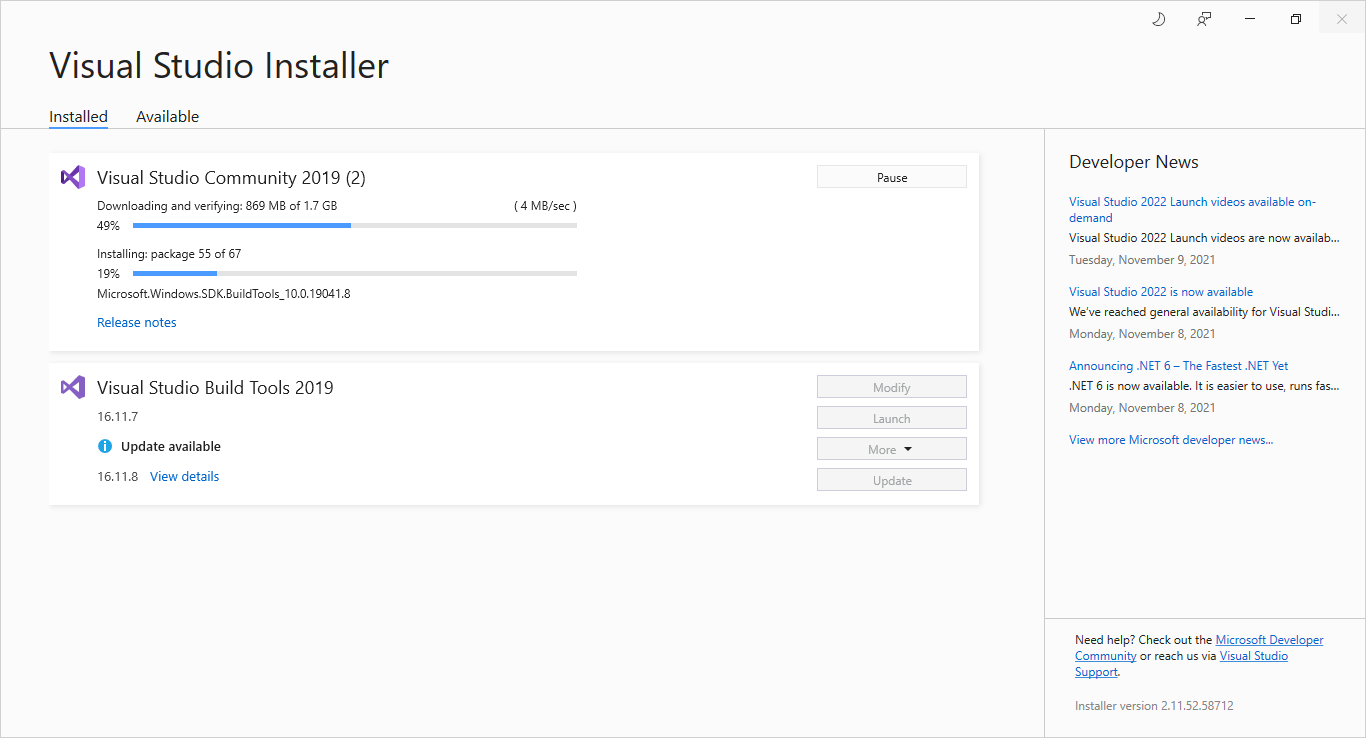 Visual Studio Installer
Installed
Available
Visual Studio Community 2019 (2)
Pause
Downloading and verifying: 869 MB of 1.7 GB
( 4 MB/sec )
49%
Installing: package 55 of 67
19%
Microsoft.Windows.SDK.BuildTools_10.0.19041.8
Release notes
Visual Studio Build Tools 2019
Modify
16.11.7
Launch
Update available
More
16.11.8
View details
Update
Developer News
Visual Studio 2022 Launch videos available on-
demand
Visual Studio 2022 Launch videos are now availab...
Tuesday, November 9, 2021
Visual Studio 2022 is now available
We've reached general availability for Visual Studi...
Monday, November 8, 2021
Announcing .NET 6 – The Fastest .NET Yet
.NET 6 is now available. It is easier to use, runs fas...
Monday, November 8, 2021
View more Microsoft developer news...
Need help? Check out the Microsoft Developer
Community or reach us via Visual Studio
Support.
Installer version 2.11.52.58712